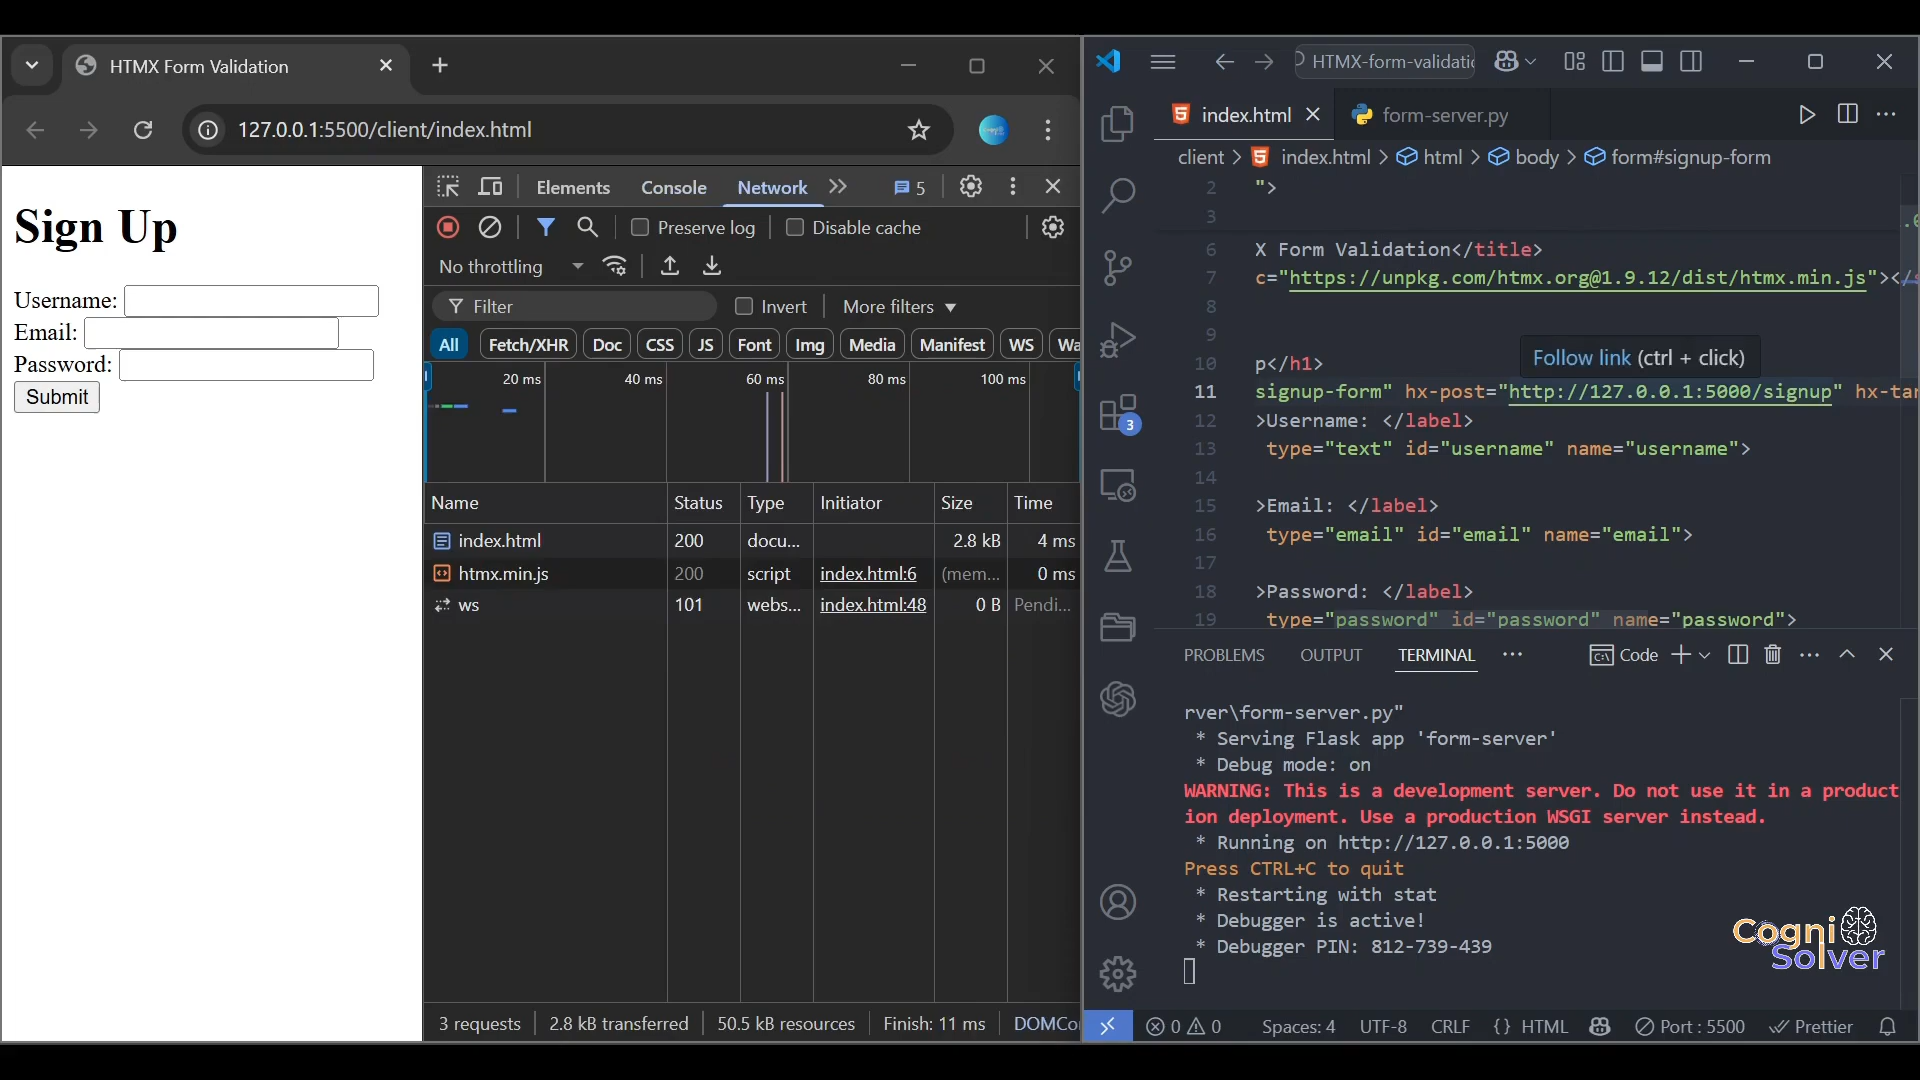 HTMX Form Validation
127.0.0.1:5500/client/index.html
Sign Up
Username:
Email:
Password:
Submit
Elements Console Network 5
Preserve log Disable cache
No throttling
Filter Invert More filters
All Fetch/XHR Doc CSS JS Font Img Media Manifest WS Wa
20 ms 40 ms 60 ms 80 ms 100 ms
Name Status Type Initiator Size Time
index.html 200 docu... 2.8 kB 4 ms
htmx.min.js 200 script index.html:6 (mem... 0 ms
ws 101 webs... index.html:48 0 B Pendi...
3 requests 2.8 kB transferred 50.5 kB resources Finish: 11 ms DOMCo
HTMX-form-validatio
index.html form-server.py
client > index.html > html > body > form#signup-form
2 ">
3
6 X Form Validation</title>
7 c="https://unpkg.com/htmx.org@1.9.12/dist/htmx.min.js"></s
8
9
Follow link (ctrl + click)
10 p</h1>
11 signup-form" hx-post="http://127.0.0.1:5000/signup" hx-tar
12 >Username: </label>
13 type="text" id="username" name="username">
14
15 >Email: </label>
16 type="email" id="email" name="email">
17
18 >Password: </label>
19 type="password" id="password" name="password">
3
PROBLEMS OUTPUT TERMINAL ... Code
rver\form-server.py"
* Serving Flask app 'form-server'
* Debug mode: on
WARNING: This is a development server. Do not use it in a product
ion deployment. Use a production WSGI server instead.
* Running on http://127.0.0.1:5000
Press CTRL+C to quit
* Restarting with stat
* Debugger is active!
* Debugger PIN: 812-739-439
Cogni
Solver
0 0 Spaces: 4 UTF-8 CRLF {} HTML Port : 5500 Prettier